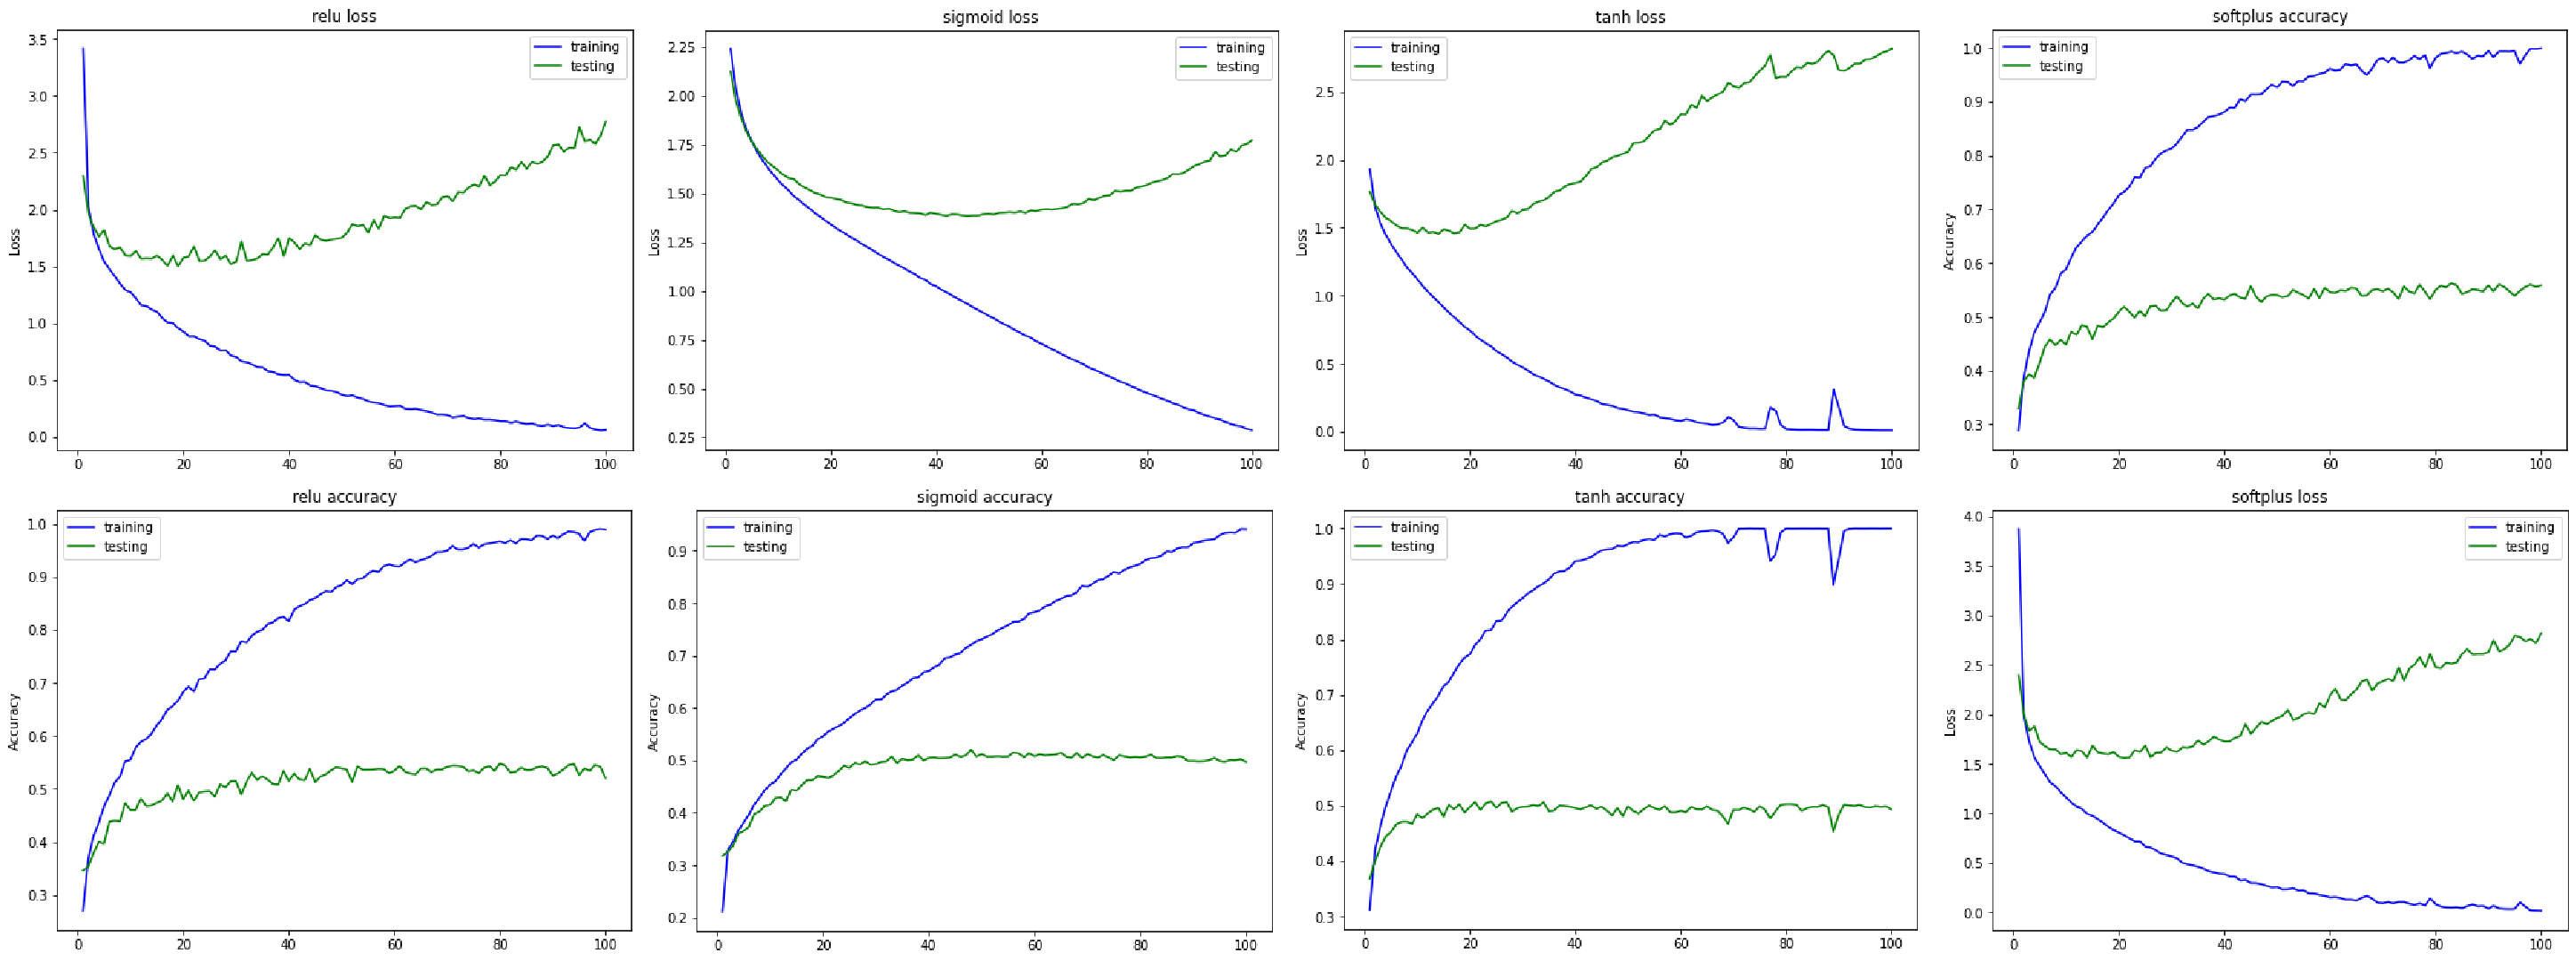 relu loss
training
testing
Loss
3.5
3.0
2.5
2.0
1.5
1.0
0.5
0.0
0 20 40 60 80 100
sigmoid loss
training
testing
Loss
2.25
2.00
1.75
1.50
1.25
1.00
0.75
0.50
0.25
0 20 40 60 80 100
tanh loss
training
testing
Loss
2.5
2.0
1.5
1.0
0.5
0.0
0 20 40 60 80 100
softplus accuracy
training
testing
Accuracy
1.0
0.9
0.8
0.7
0.6
0.5
0.4
0.3
0 20 40 60 80 100
relu accuracy
training
testing
Accuracy
1.0
0.9
0.8
0.7
0.6
0.5
0.4
0.3
0 20 40 60 80 100
sigmoid accuracy
training
testing
Accuracy
0.9
0.8
0.7
0.6
0.5
0.4
0.3
0.2
0 20 40 60 80 100
tanh accuracy
training
testing
Accuracy
1.0
0.9
0.8
0.7
0.6
0.5
0.4
0.3
0 20 40 60 80 100
softplus loss
training
testing
Loss
4.0
3.5
3.0
2.5
2.0
1.5
1.0
0.5
0.0
0 20 40 60 80 100